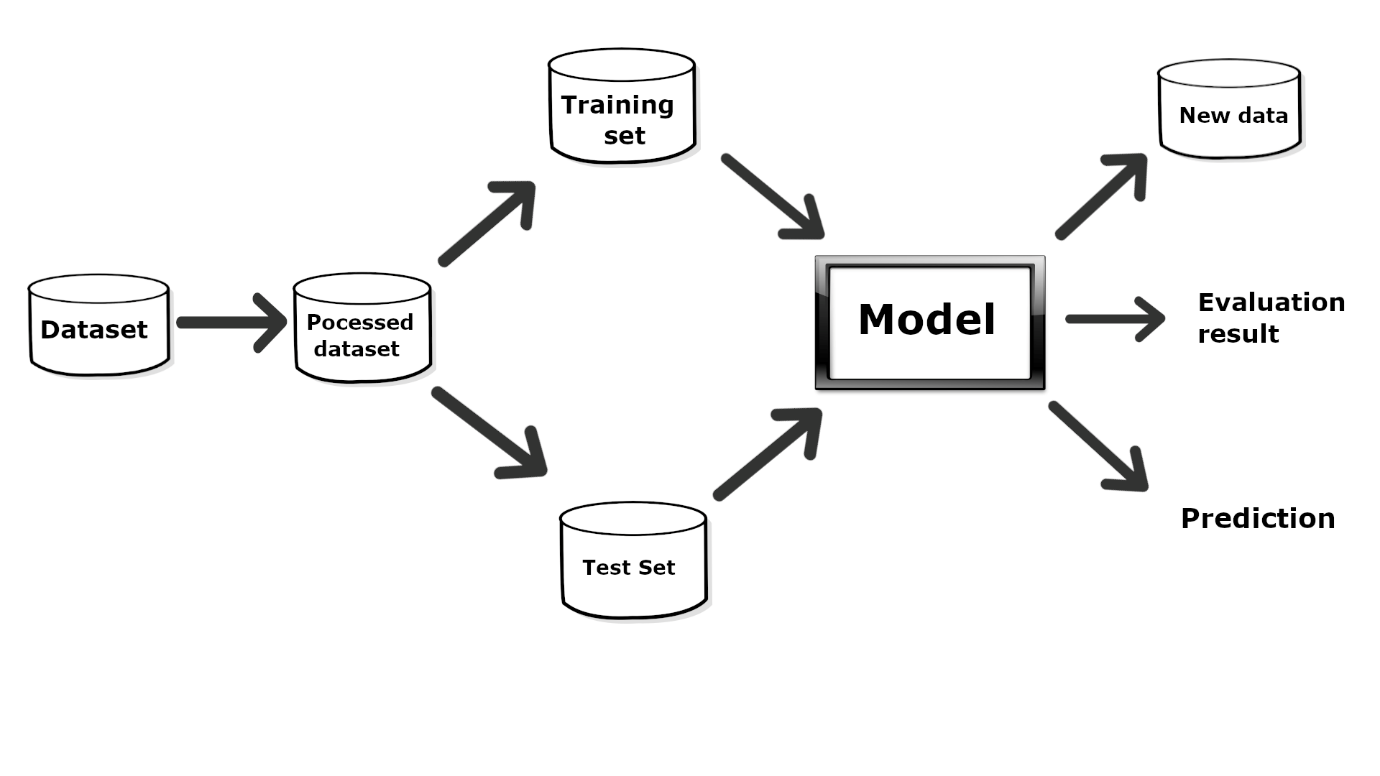 Training
set
New data
Dataset
Pocessed
dataset
Model
Evaluation
result
Test Set
Prediction